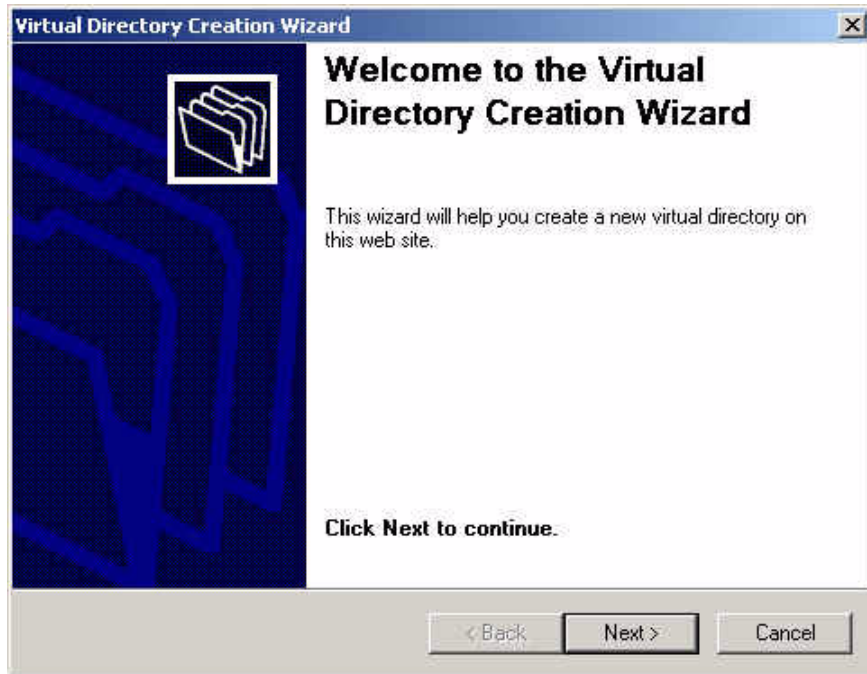 Virtual Directory Creation Wizard
Welcome to the Virtual
Directory Creation Wizard
This wizard will help you create a new virtual directory on
this web site.
Click Next to continue.
< Back
Next >
Cancel